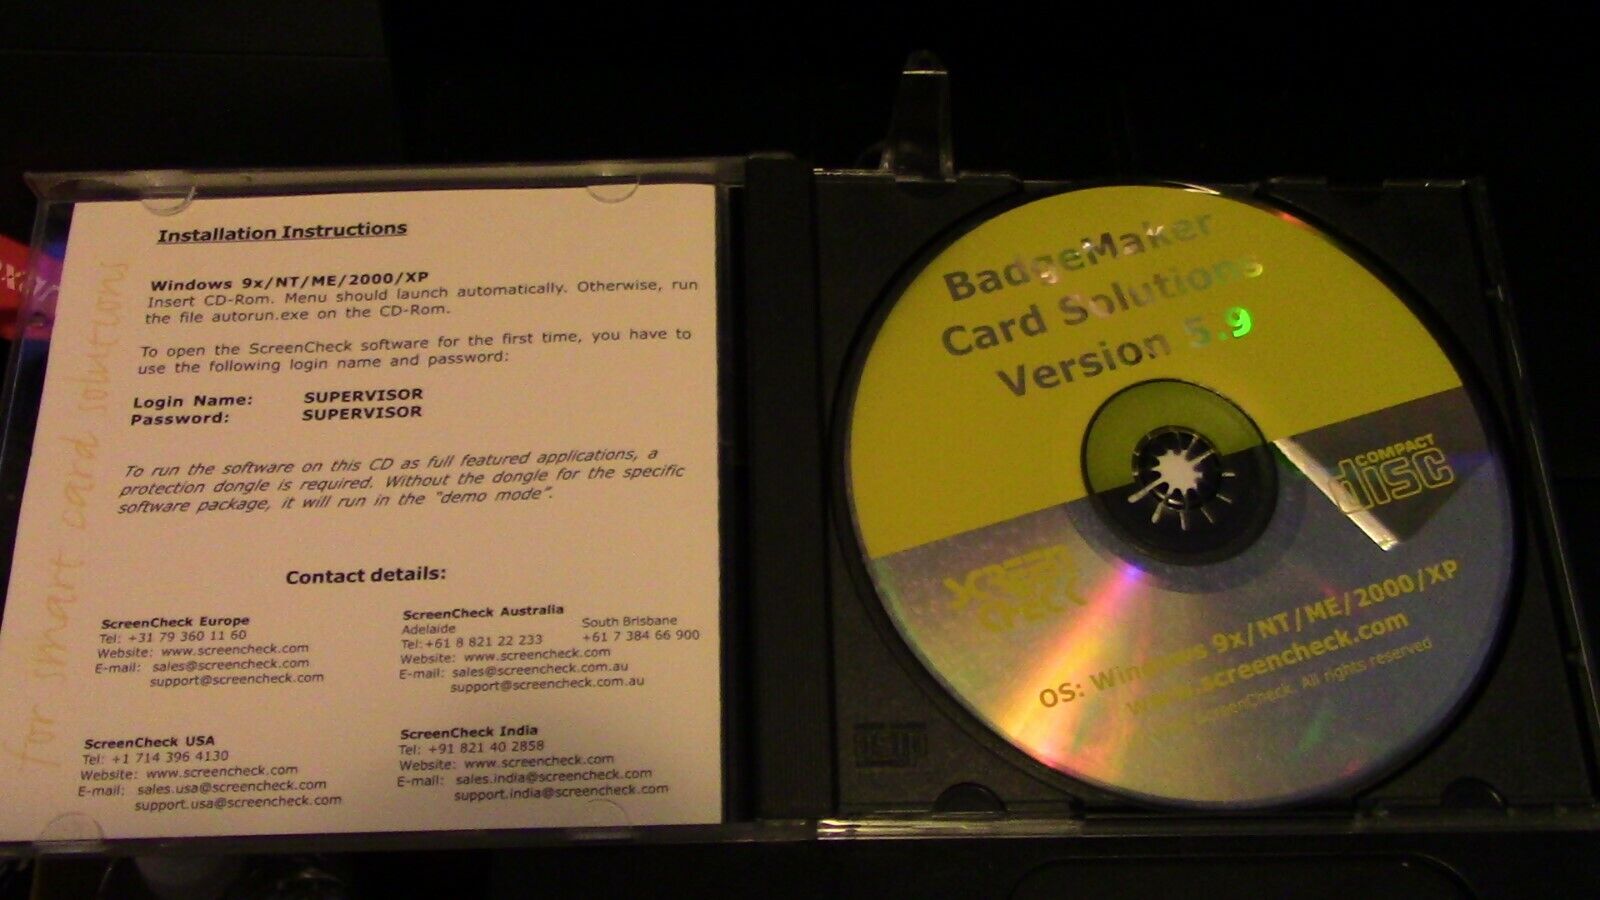 for smart card solutions
Installation Instructions
Windows 9x/NT/ME/2000/XP
Insert CD-Rom. Menu should launch automatically. Otherwise, run
the file autorun.exe on the CD-Rom.
To open the ScreenCheck software for the first time, you have to
use the following login name and password:
Login Name: SUPERVISOR
Password: SUPERVISOR
To run the software on this CD as full featured applications, a
protection dongle is required. Without the dongle for the specific
software package, it will run in the "demo mode".
Contact details:
ScreenCheck Europe
Tel: +31 79 360 11 60
Website: www.screencheck.com
E-mail: sales@screencheck.com
support@screencheck.com
ScreenCheck Australia
Adelaide South Brisbane
Tel: +61 8 821 22 233 +61 7 384 66 900
Website: www.screencheck.com
E-mail: sales@screencheck.com.au
support@screencheck.com.au
ScreenCheck USA
Tel: +1 714 396 4130
Website: www.screencheck.com
E-mail: sales.usa@screencheck.com
support.usa@screencheck.com
ScreenCheck India
Tel: +91 821 40 2858
Website: www.screencheck.com
E-mail: sales.india@screencheck.com
support.india@screencheck.com
BadgeMaker
Card Solutions
Version 5.9
COMPACT
disc
SCREEN
CHECK
OS: Windows 9x/NT/ME/2000/XP
www.screencheck.com
ScreenCheck. All rights reserved